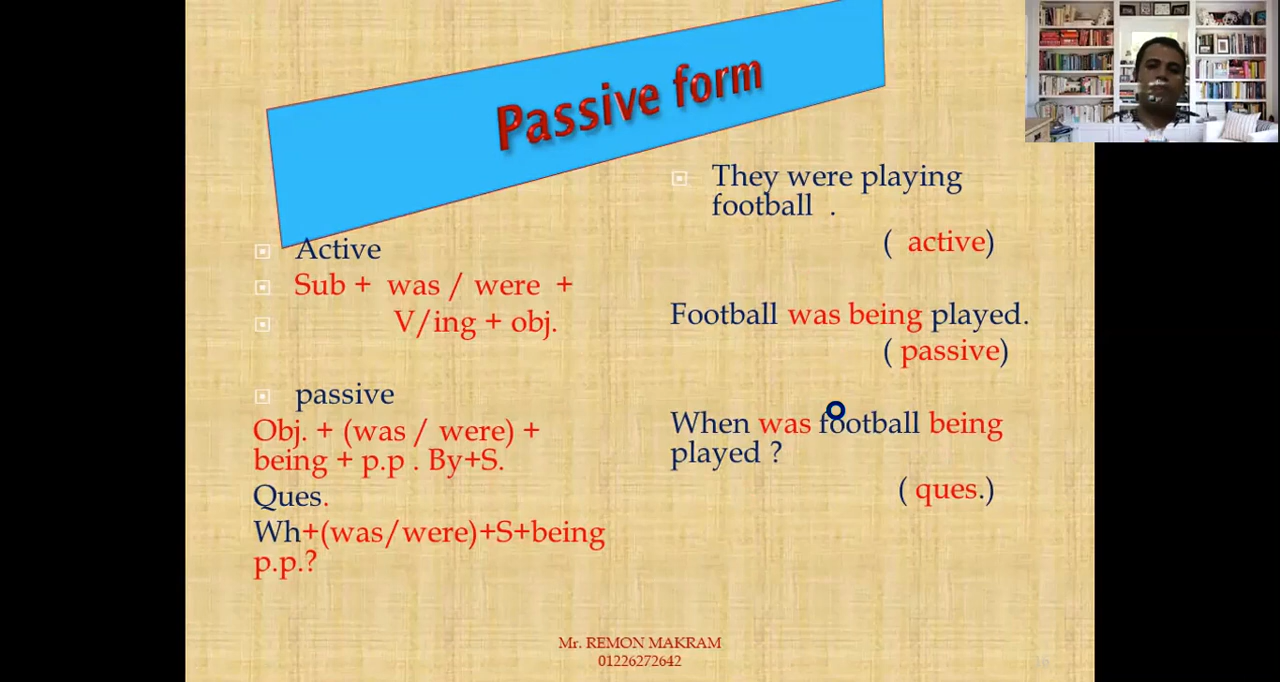 Passive form
Active
Sub + was / were +
V/ing + obj.
passive
Obj. + (was / were) +
being + p.p . By+S.
Ques.
Wh+(was/were)+S+being
p.p.?
They were playing
football .
( active)
Football was being played.
( passive)
When was football being
played ?
( ques.)
Mr. REMON MAKRAM
01226272642